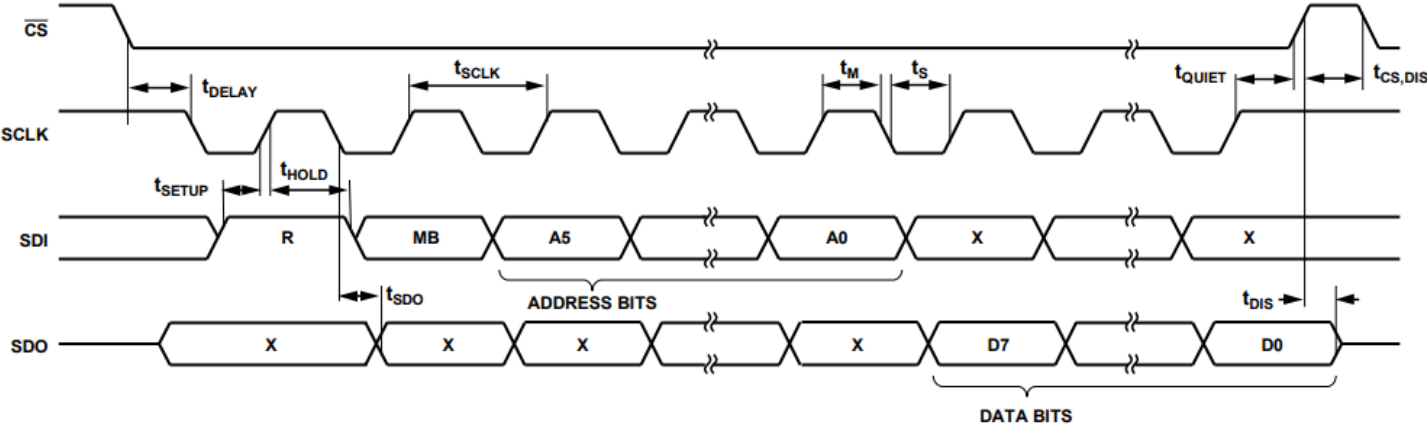 CS
tDELAY
tSCLK
tM
tS
tQUIET
tCS,DIS
SCLK
tSETUP
tHOLD
SDI
R
MB
A5
A0
X
X
ADDRESS BITS
tSDO
tDIS
SDO
X
X
X
X
D7
D0
DATA BITS